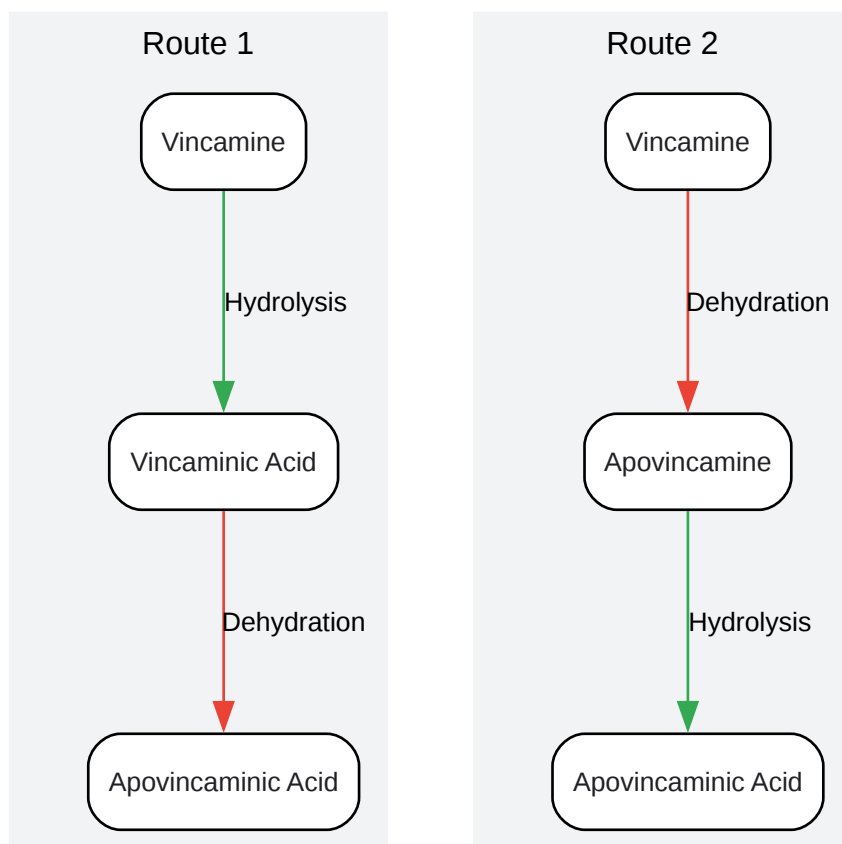 Route 1
Vincamine
Hydrolysis
Vincaminic Acid
Dehydration
Apovincaminic Acid
Route 2
Vincamine
Dehydration
Apovincamine
Hydrolysis
Apovincaminic Acid